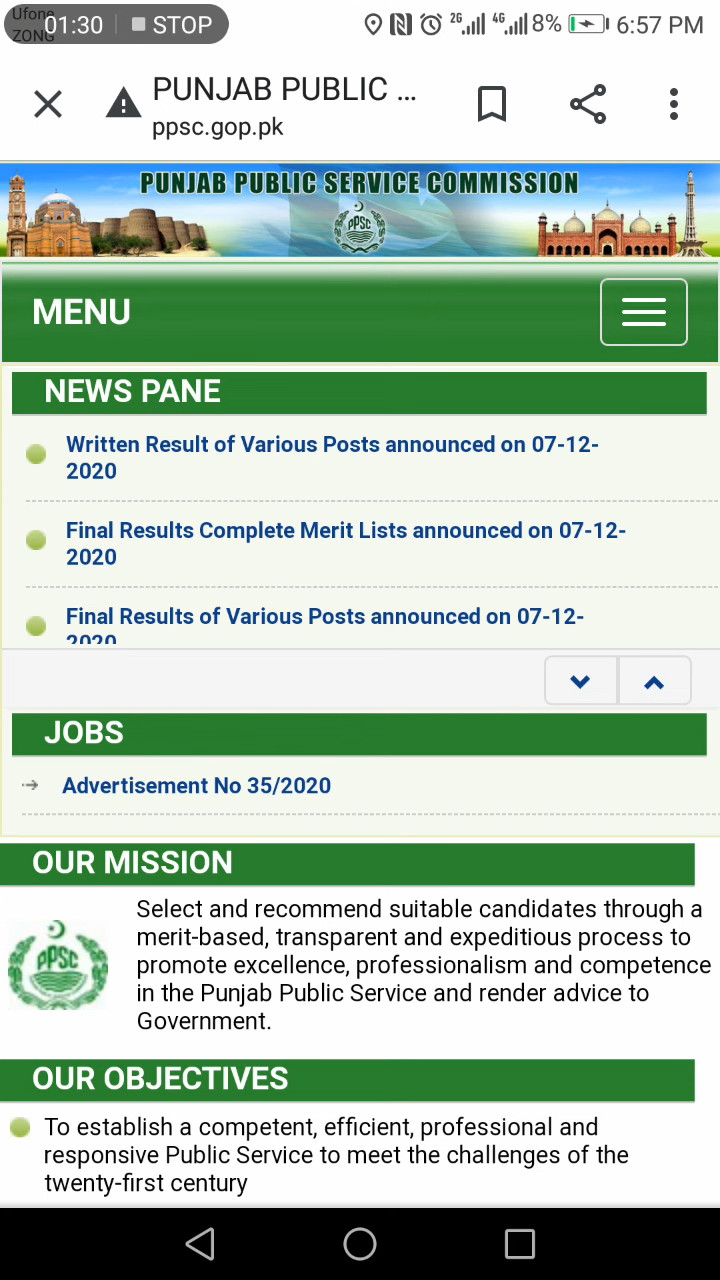 Ufone
ZONG
01:30 STOP
2G 4G 8% 6:57 PM
PUNJAB PUBLIC ...
ppsc.gop.pk
PUNJAB PUBLIC SERVICE COMMISSION
PPSC
MENU
NEWS PANE
Written Result of Various Posts announced on 07-12-
2020
Final Results Complete Merit Lists announced on 07-12-
2020
Final Results of Various Posts announced on 07-12-
2020
JOBS
Advertisement No 35/2020
OUR MISSION
PPSC
Select and recommend suitable candidates through a
merit-based, transparent and expeditious process to
promote excellence, professionalism and competence
in the Punjab Public Service and render advice to
Government.
OUR OBJECTIVES
To establish a competent, efficient, professional and
responsive Public Service to meet the challenges of the
twenty-first century